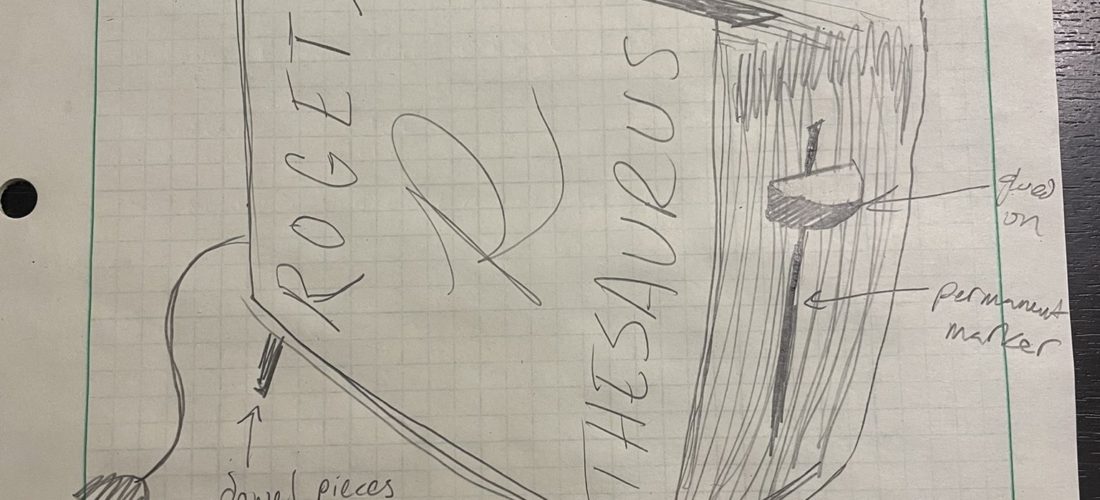 ROGET'
R
THESAURUS
glued
on
permanent
marker
Dowel pieces